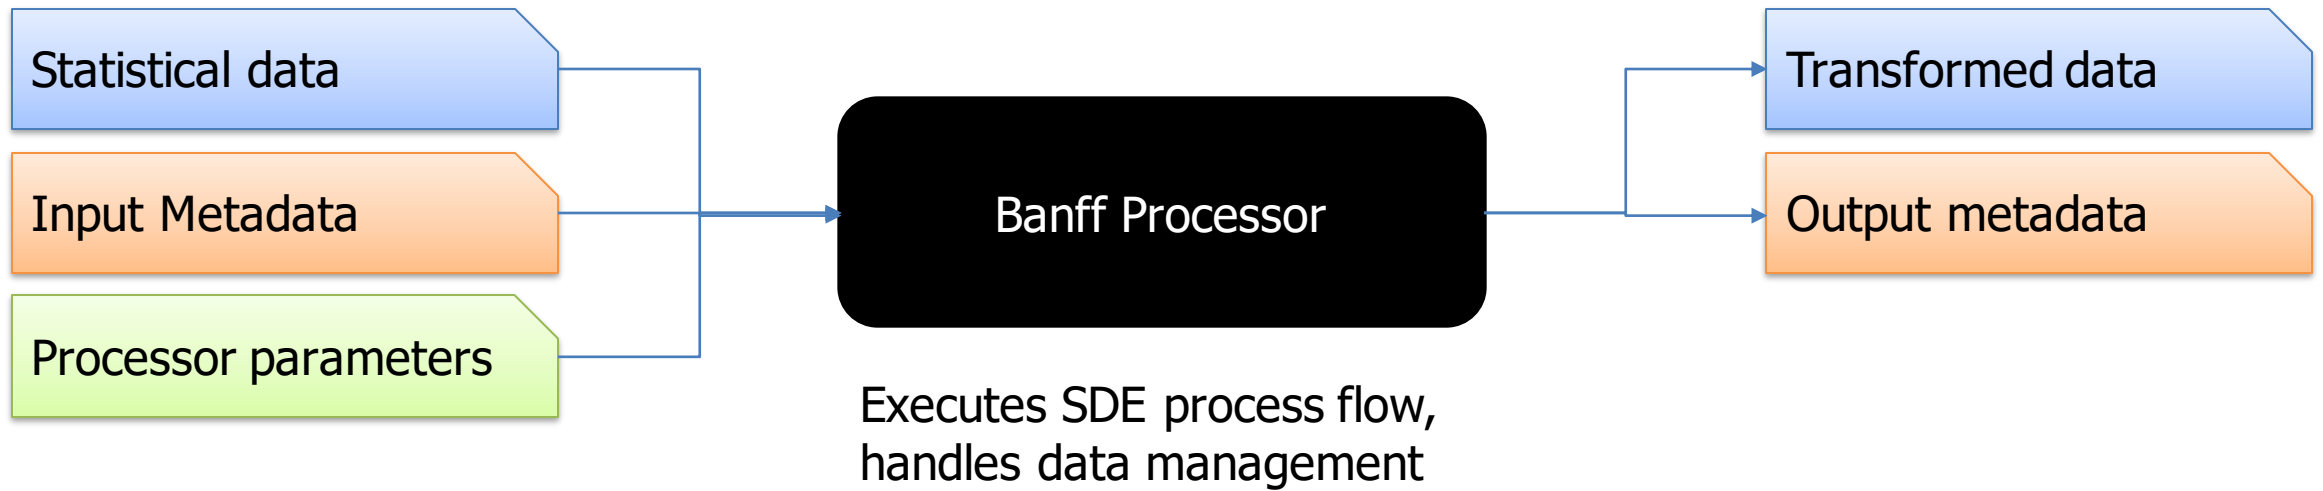 Statistical data
Input Metadata
Processor parameters
Banff Processor
Executes SDE process flow,
handles data management
Transformed data
Output metadata